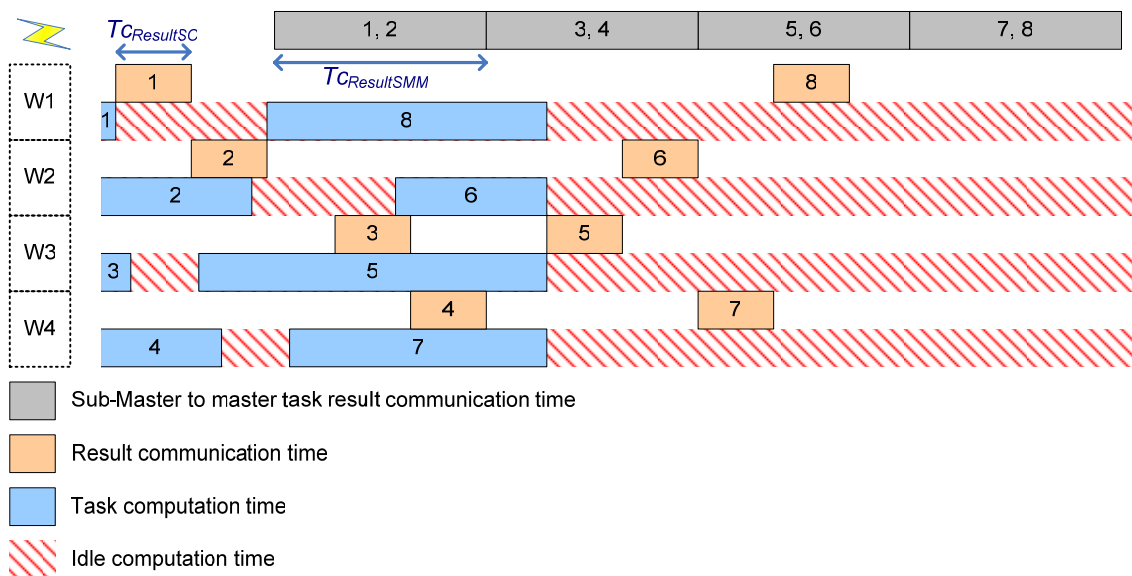 TcResultSC
1, 2
3, 4
5, 6
7, 8
TcResultSMM
W1
1
8
1
8
W2
2
6
2
6
W3
3
5
3
5
W4
4
7
4
7
Sub-Master to master task result communication time
Result communication time
Task computation time
Idle computation time